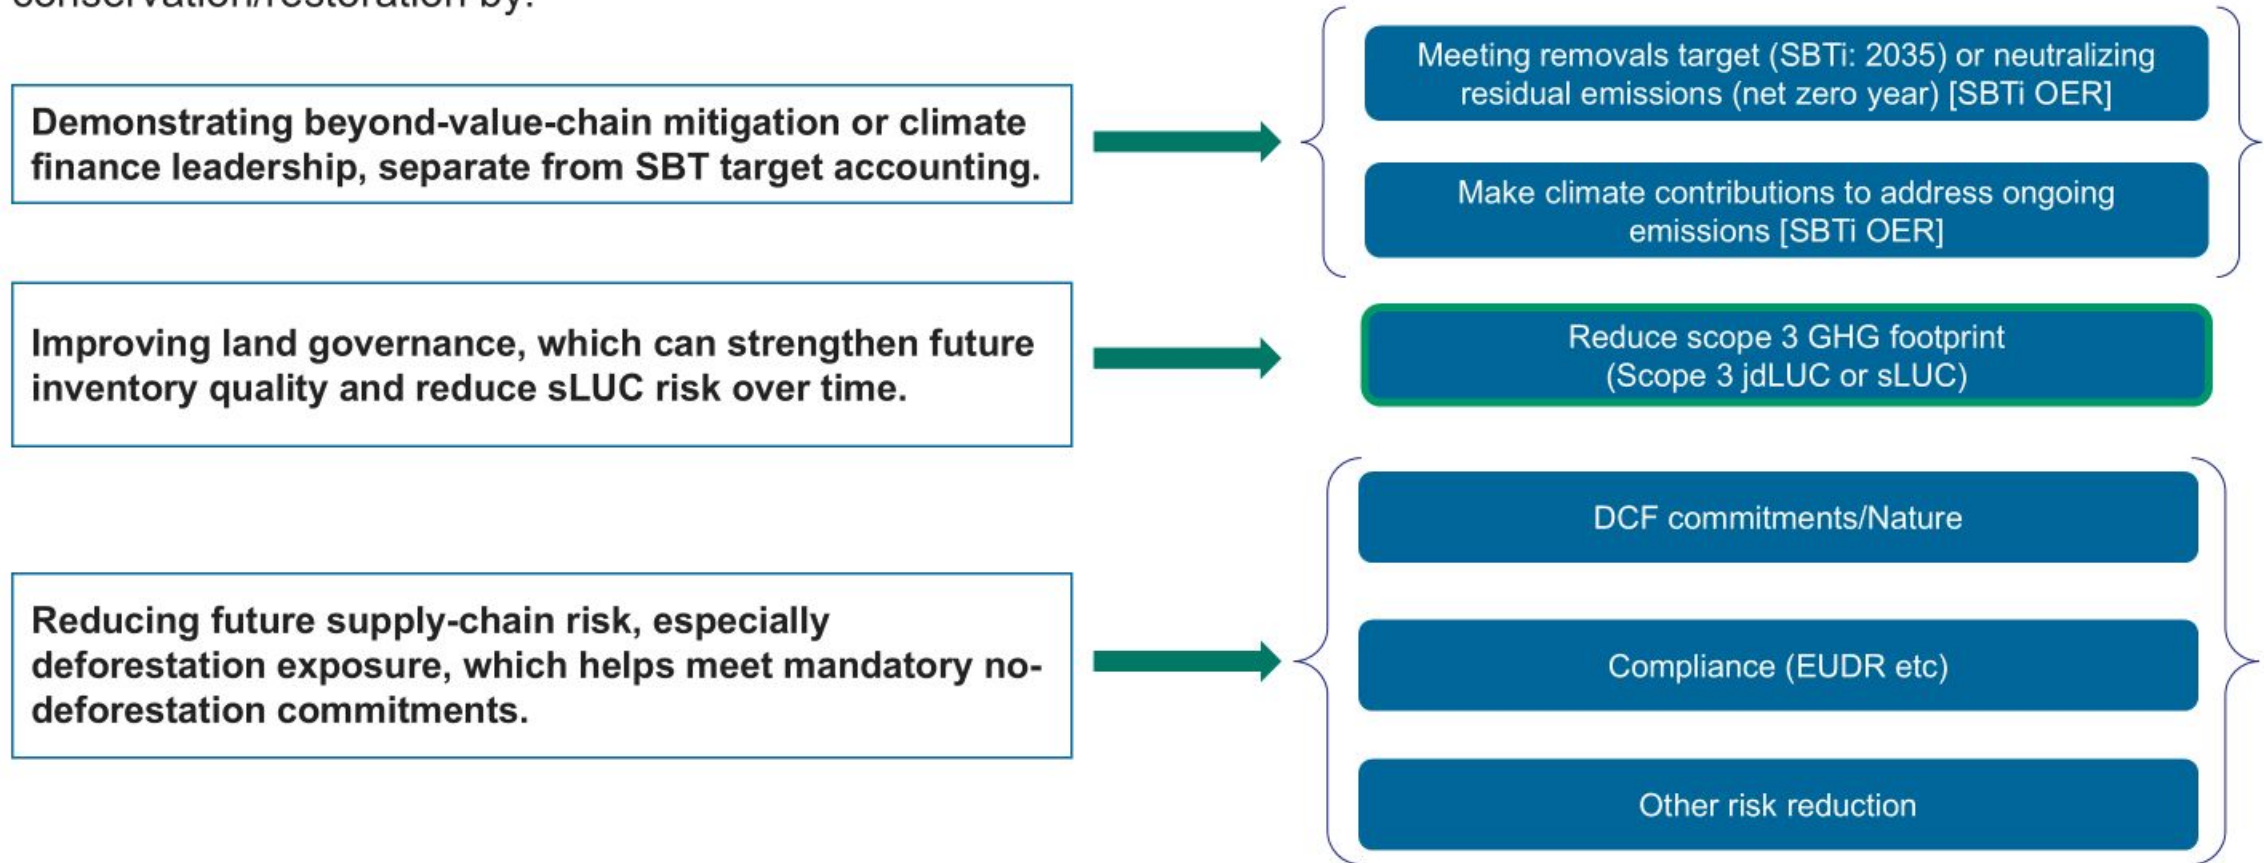 conservation/restoration by:
Demonstrating beyond-value-chain mitigation or climate
finance leadership, separate from SBT target accounting.
Meeting removals target (SBTi: 2035) or neutralizing
residual emissions (net zero year) [SBTi OER]
Make climate contributions to address ongoing
emissions [SBTi OER]
Improving land governance, which can strengthen future
inventory quality and reduce sLUC risk over time.
Reduce scope 3 GHG footprint
(Scope 3 jdLUC or sLUC)
Reducing future supply-chain risk, especially
deforestation exposure, which helps meet mandatory no-
deforestation commitments.
DCF commitments/Nature
Compliance (EUDR etc)
Other risk reduction